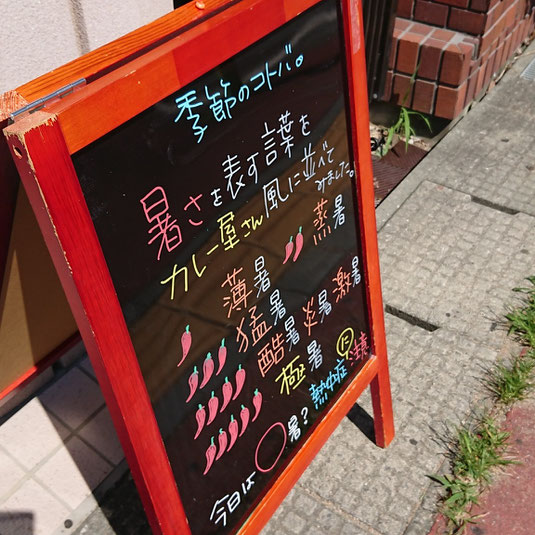 季節のコトバ。
暑さを表す言葉を
カレー屋さん風に並べて
みました。
薄暑 蒸暑
猛暑
酷暑 炎暑 激暑
極暑
熱中症に注意
今日は◯暑?